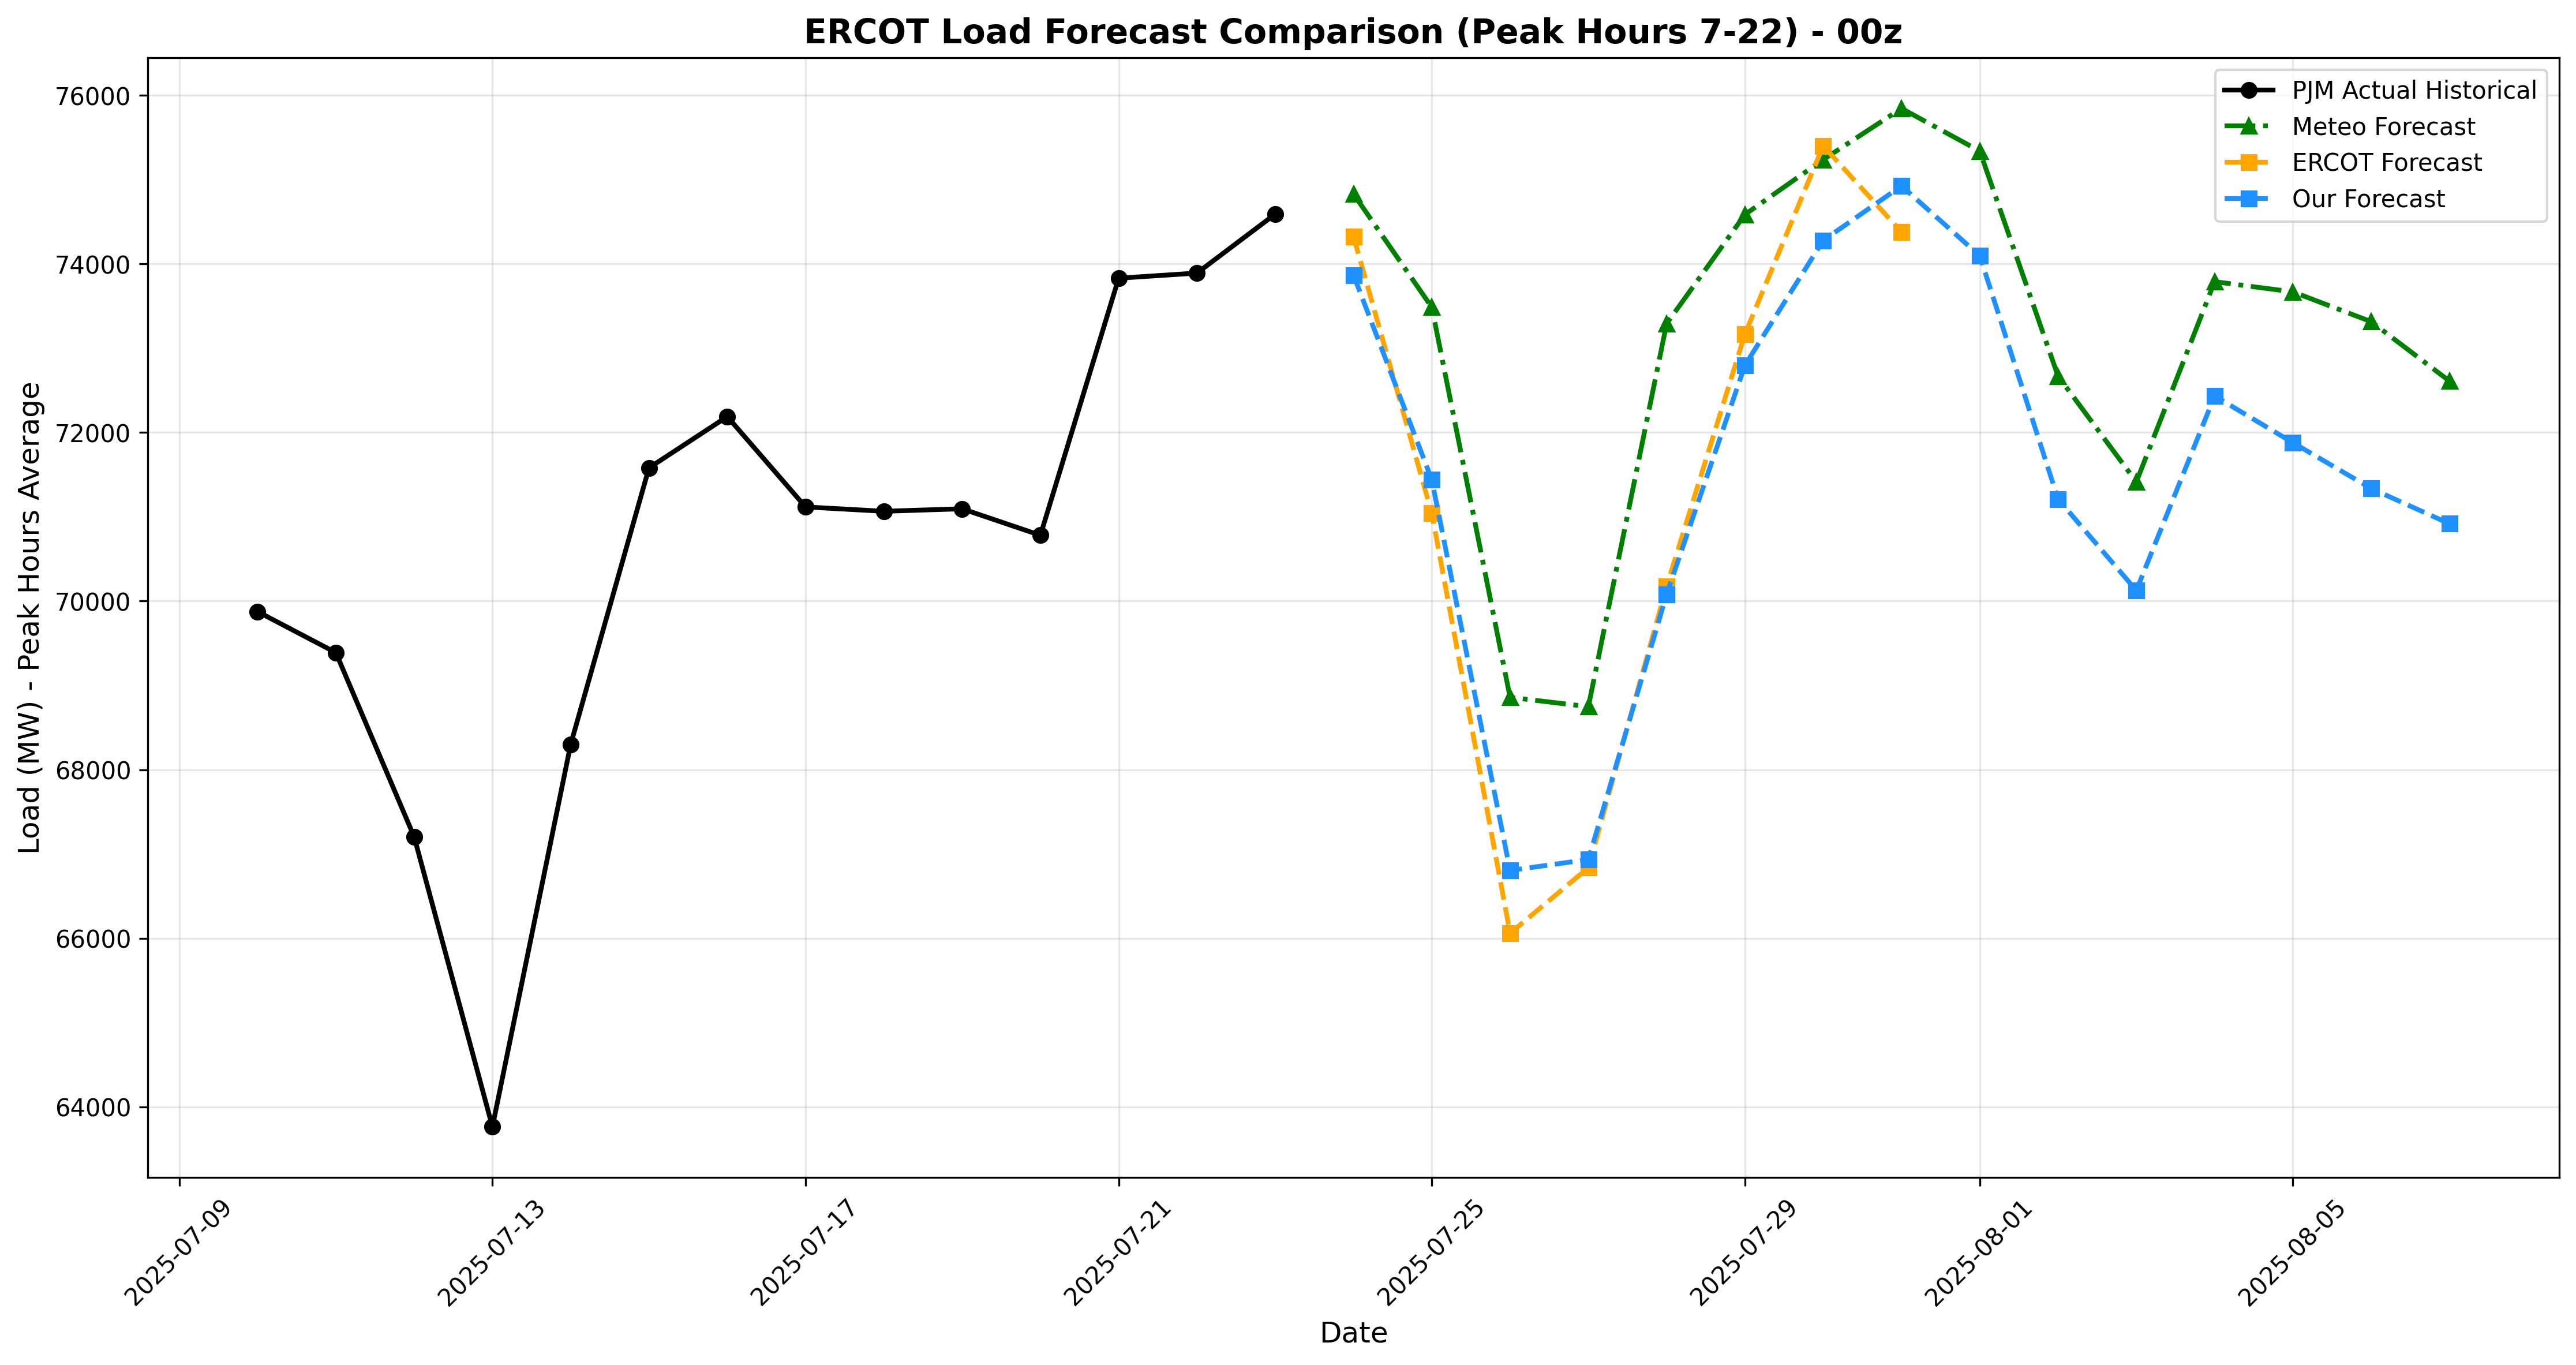 ERCOT Load Forecast Comparison (Peak Hours 7-22) - 00z
PJM Actual Historical
Meteo Forecast
ERCOT Forecast
Our Forecast
Load (MW) - Peak Hours Average
76000
74000
72000
70000
68000
66000
64000
2025-07-09
2025-07-13
2025-07-17
2025-07-21
2025-07-25
2025-07-29
2025-08-01
2025-08-05
Date